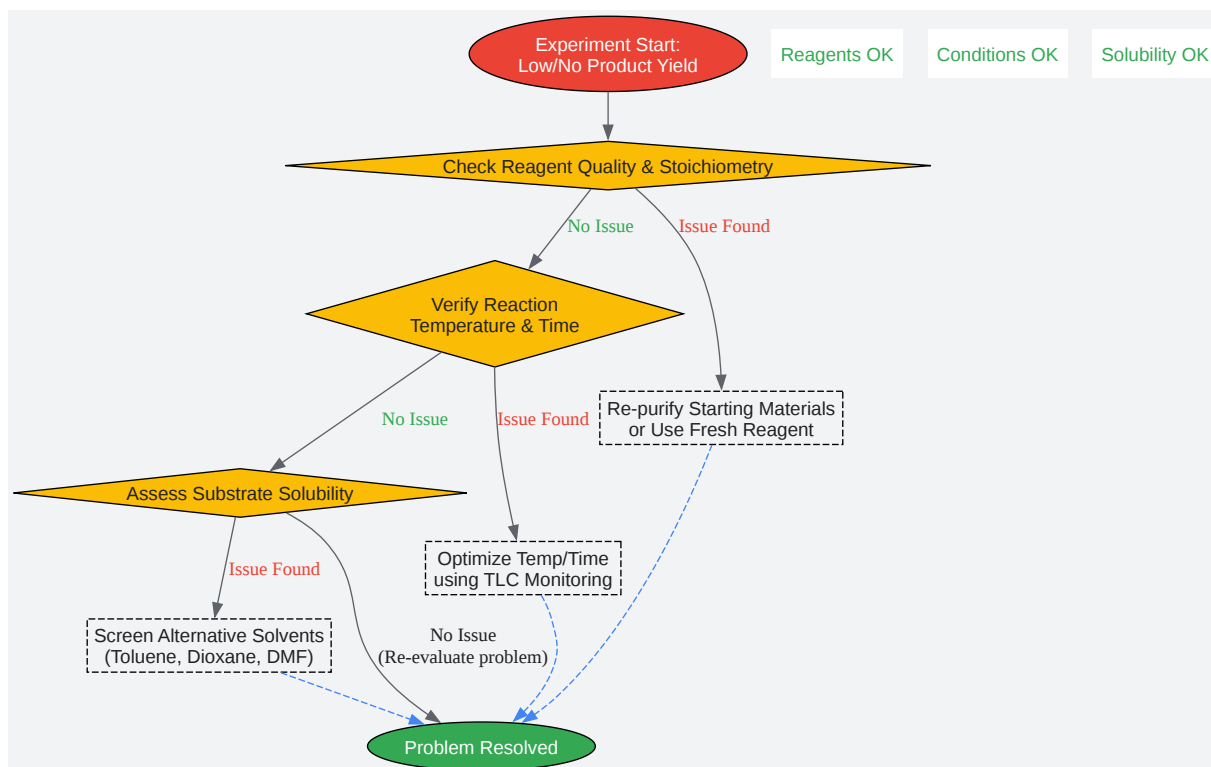 Experiment Start:
Low/No Product Yield
Reagents OK
Conditions OK
Solubility OK
Check Reagent Quality & Stoichiometry
No Issue
Issue Found
Verify Reaction
Temperature & Time
No Issue
Issue Found
Re-purify Starting Materials
or Use Fresh Reagent
Assess Substrate Solubility
Issue Found
Optimize Temp/Time
using TLC Monitoring
Screen Alternative Solvents
(Toluene, Dioxane, DMF)
No Issue
(Re-evaluate problem)
Problem Resolved